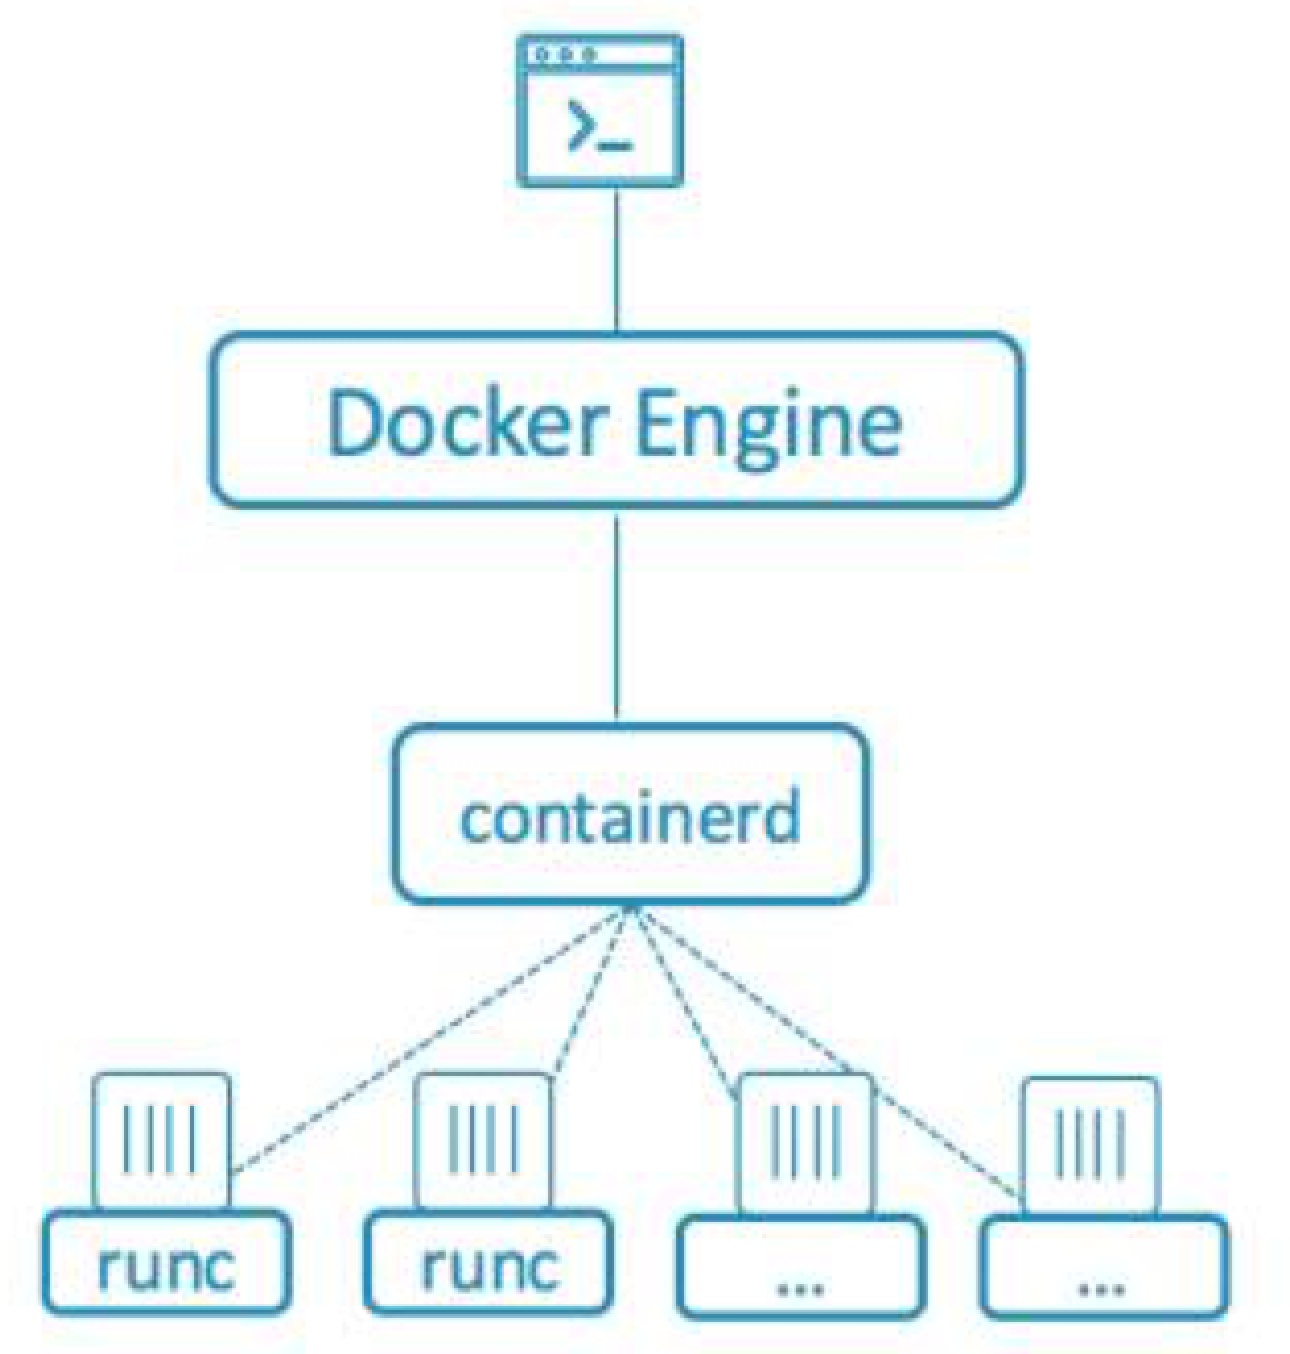 >_
Docker Engine
containerd
runc
runc
...
...